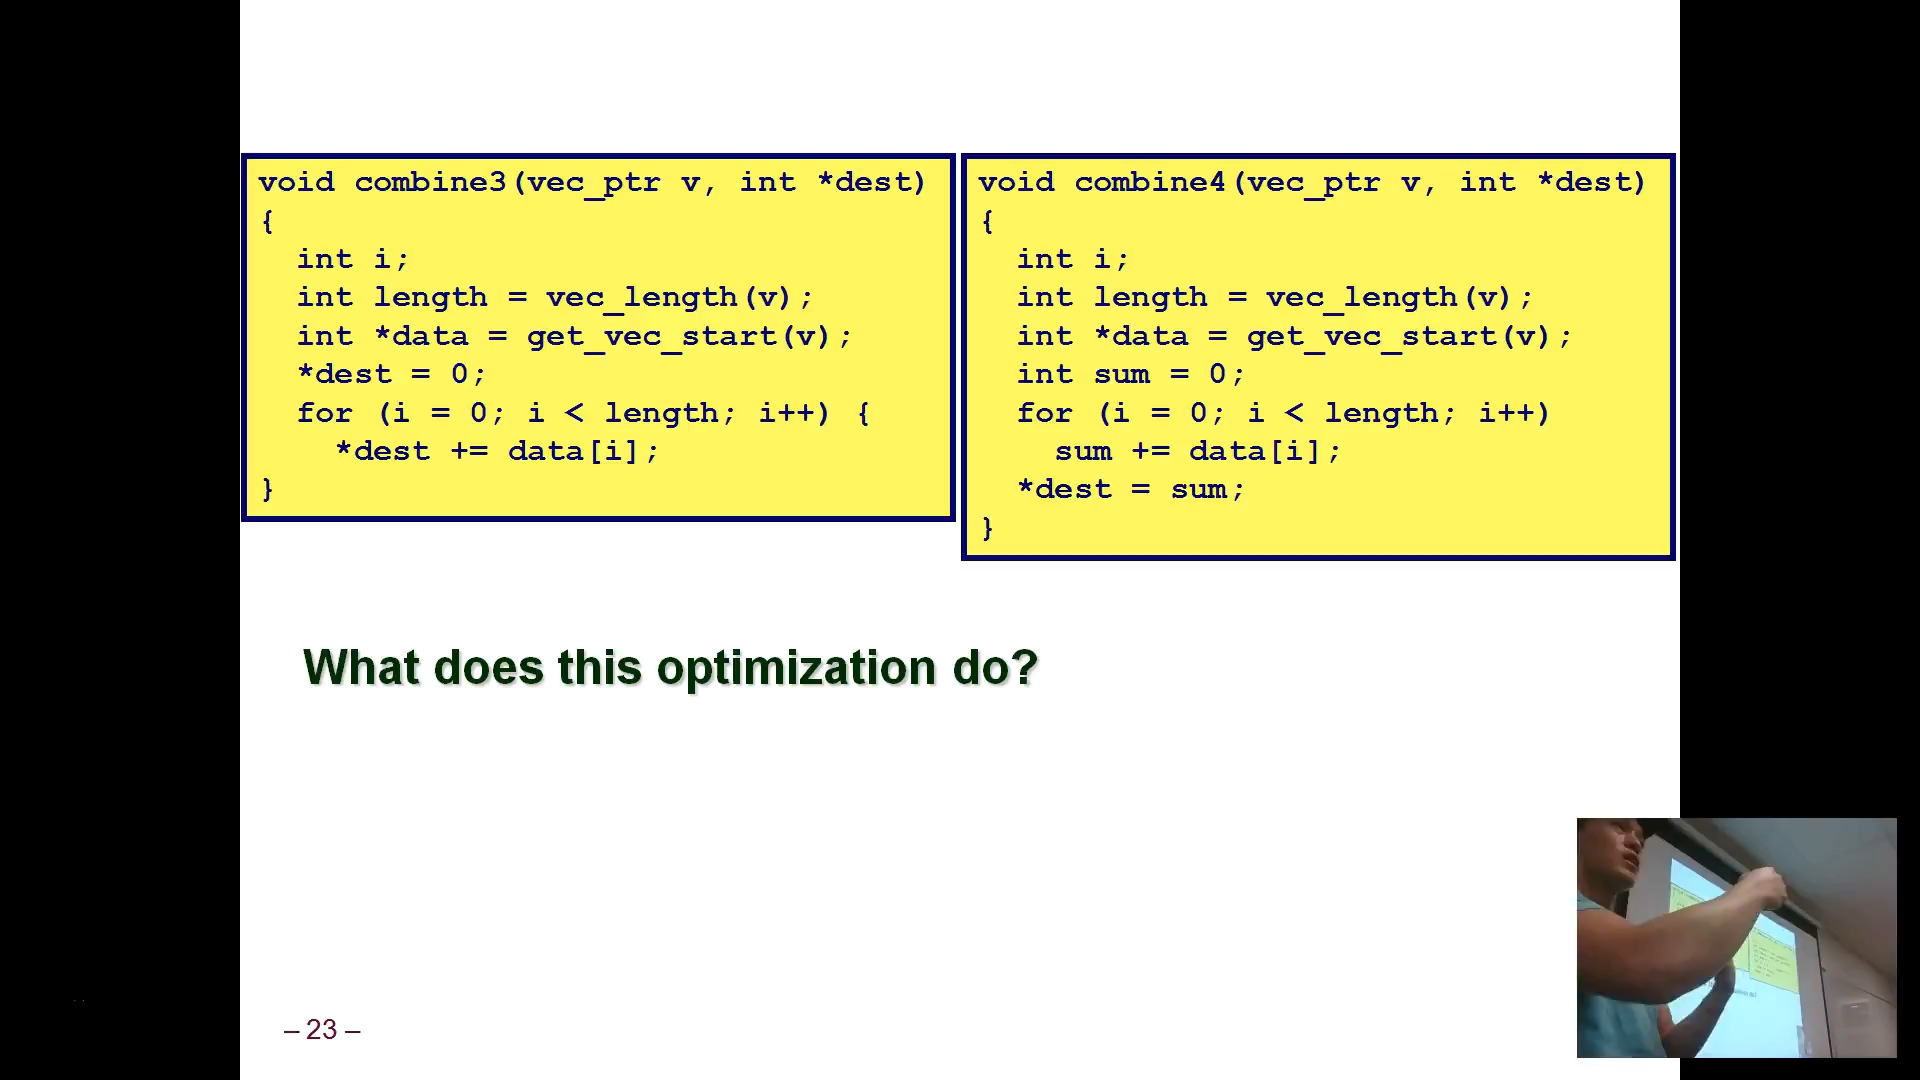 void combine3(vec_ptr v, int *dest)
{
  int i;
  int length = vec_length(v);
  int *data = get_vec_start(v);
  *dest = 0;
  for (i = 0; i < length; i++) {
    *dest += data[i];
}
void combine4(vec_ptr v, int *dest)
{
  int i;
  int length = vec_length(v);
  int *data = get_vec_start(v);
  int sum = 0;
  for (i = 0; i < length; i++)
    sum += data[i];
  *dest = sum;
}
What does this optimization do?
– 23 –